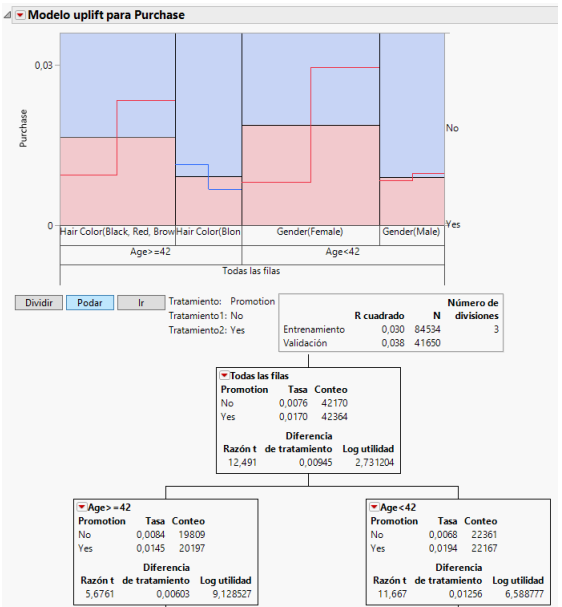 Modelo uplift para Purchase
0,03
Purchase
No
0
Yes
Hair Color(Black, Red, Brow Hair Color(Blon Gender(Female) Gender(Male)
Age>=42 Age<42
Todas las filas
Dividir Podar Ir Tratamiento: Promotion
Tratamiento1: No
Tratamiento2: Yes
R cuadrado N Número de divisiones
Entrenamiento 0,030 84534 3
Validación 0,038 41650
Todas las filas
Promotion Tasa Conteo
No 0,0076 42170
Yes 0,0170 42364
Razón t Diferencia de tratamiento Log utilidad
12,491 0,00945 2,731204
Age>=42
Promotion Tasa Conteo
No 0,0084 19809
Yes 0,0145 20197
Razón t Diferencia de tratamiento Log utilidad
5,6761 0,00603 9,128527
Age<42
Promotion Tasa Conteo
No 0,0068 22361
Yes 0,0194 22167
Razón t Diferencia de tratamiento Log utilidad
11,667 0,01256 6,588777